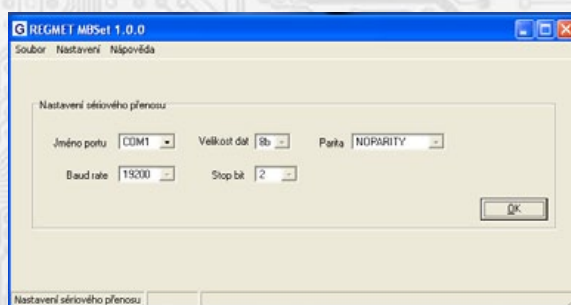 REGMET MBSet 1.0.0
Soubor Nastavení Nápověda
Nastavení sériového přenosu
Jméno portu COM1 Velikost dat 8b Parita NOPARITY
Baud rate 19200 Stop bit 2
OK
Nastavení sériového přenosu